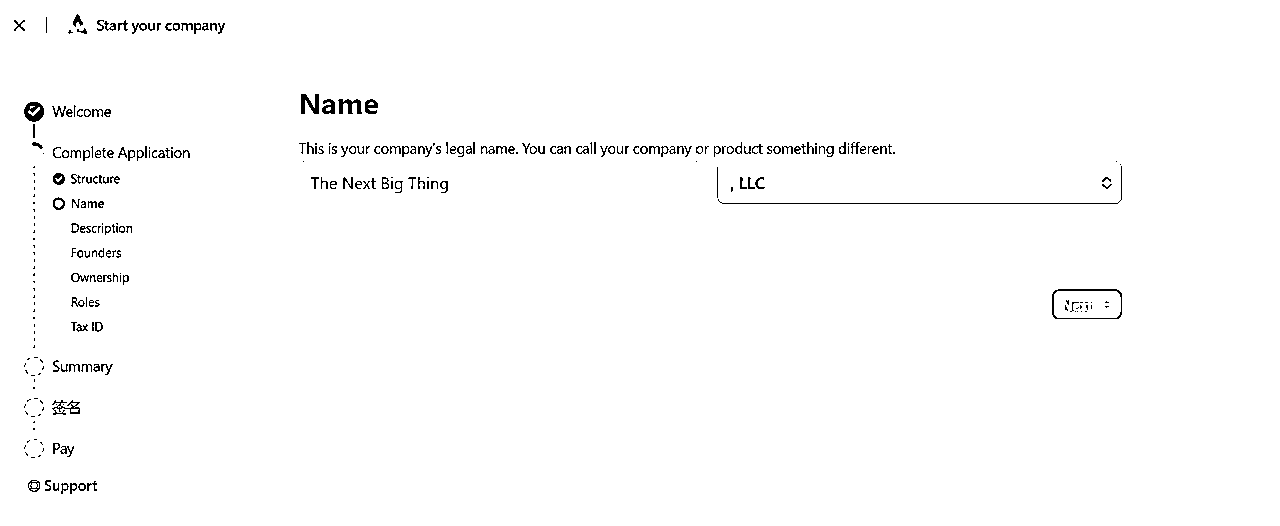 Start your company
Welcome
Complete Application
Structure
Name
Description
Founders
Ownership
Roles
Tax ID
Summary
签名
Pay
Support
Name
This is your company's legal name. You can call your company or product something different.
The Next Big Thing
, LLC